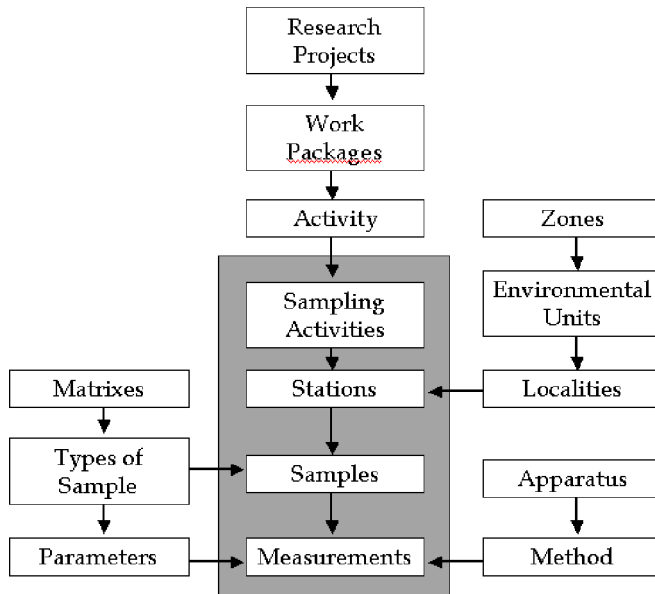 Research
Projects
Work
Packages
Activity
Zones
Sampling
Activities
Environmental
Units
Matrixes
Stations
Localities
Types of
Sample
Samples
Apparatus
Parameters
Measurements
Method